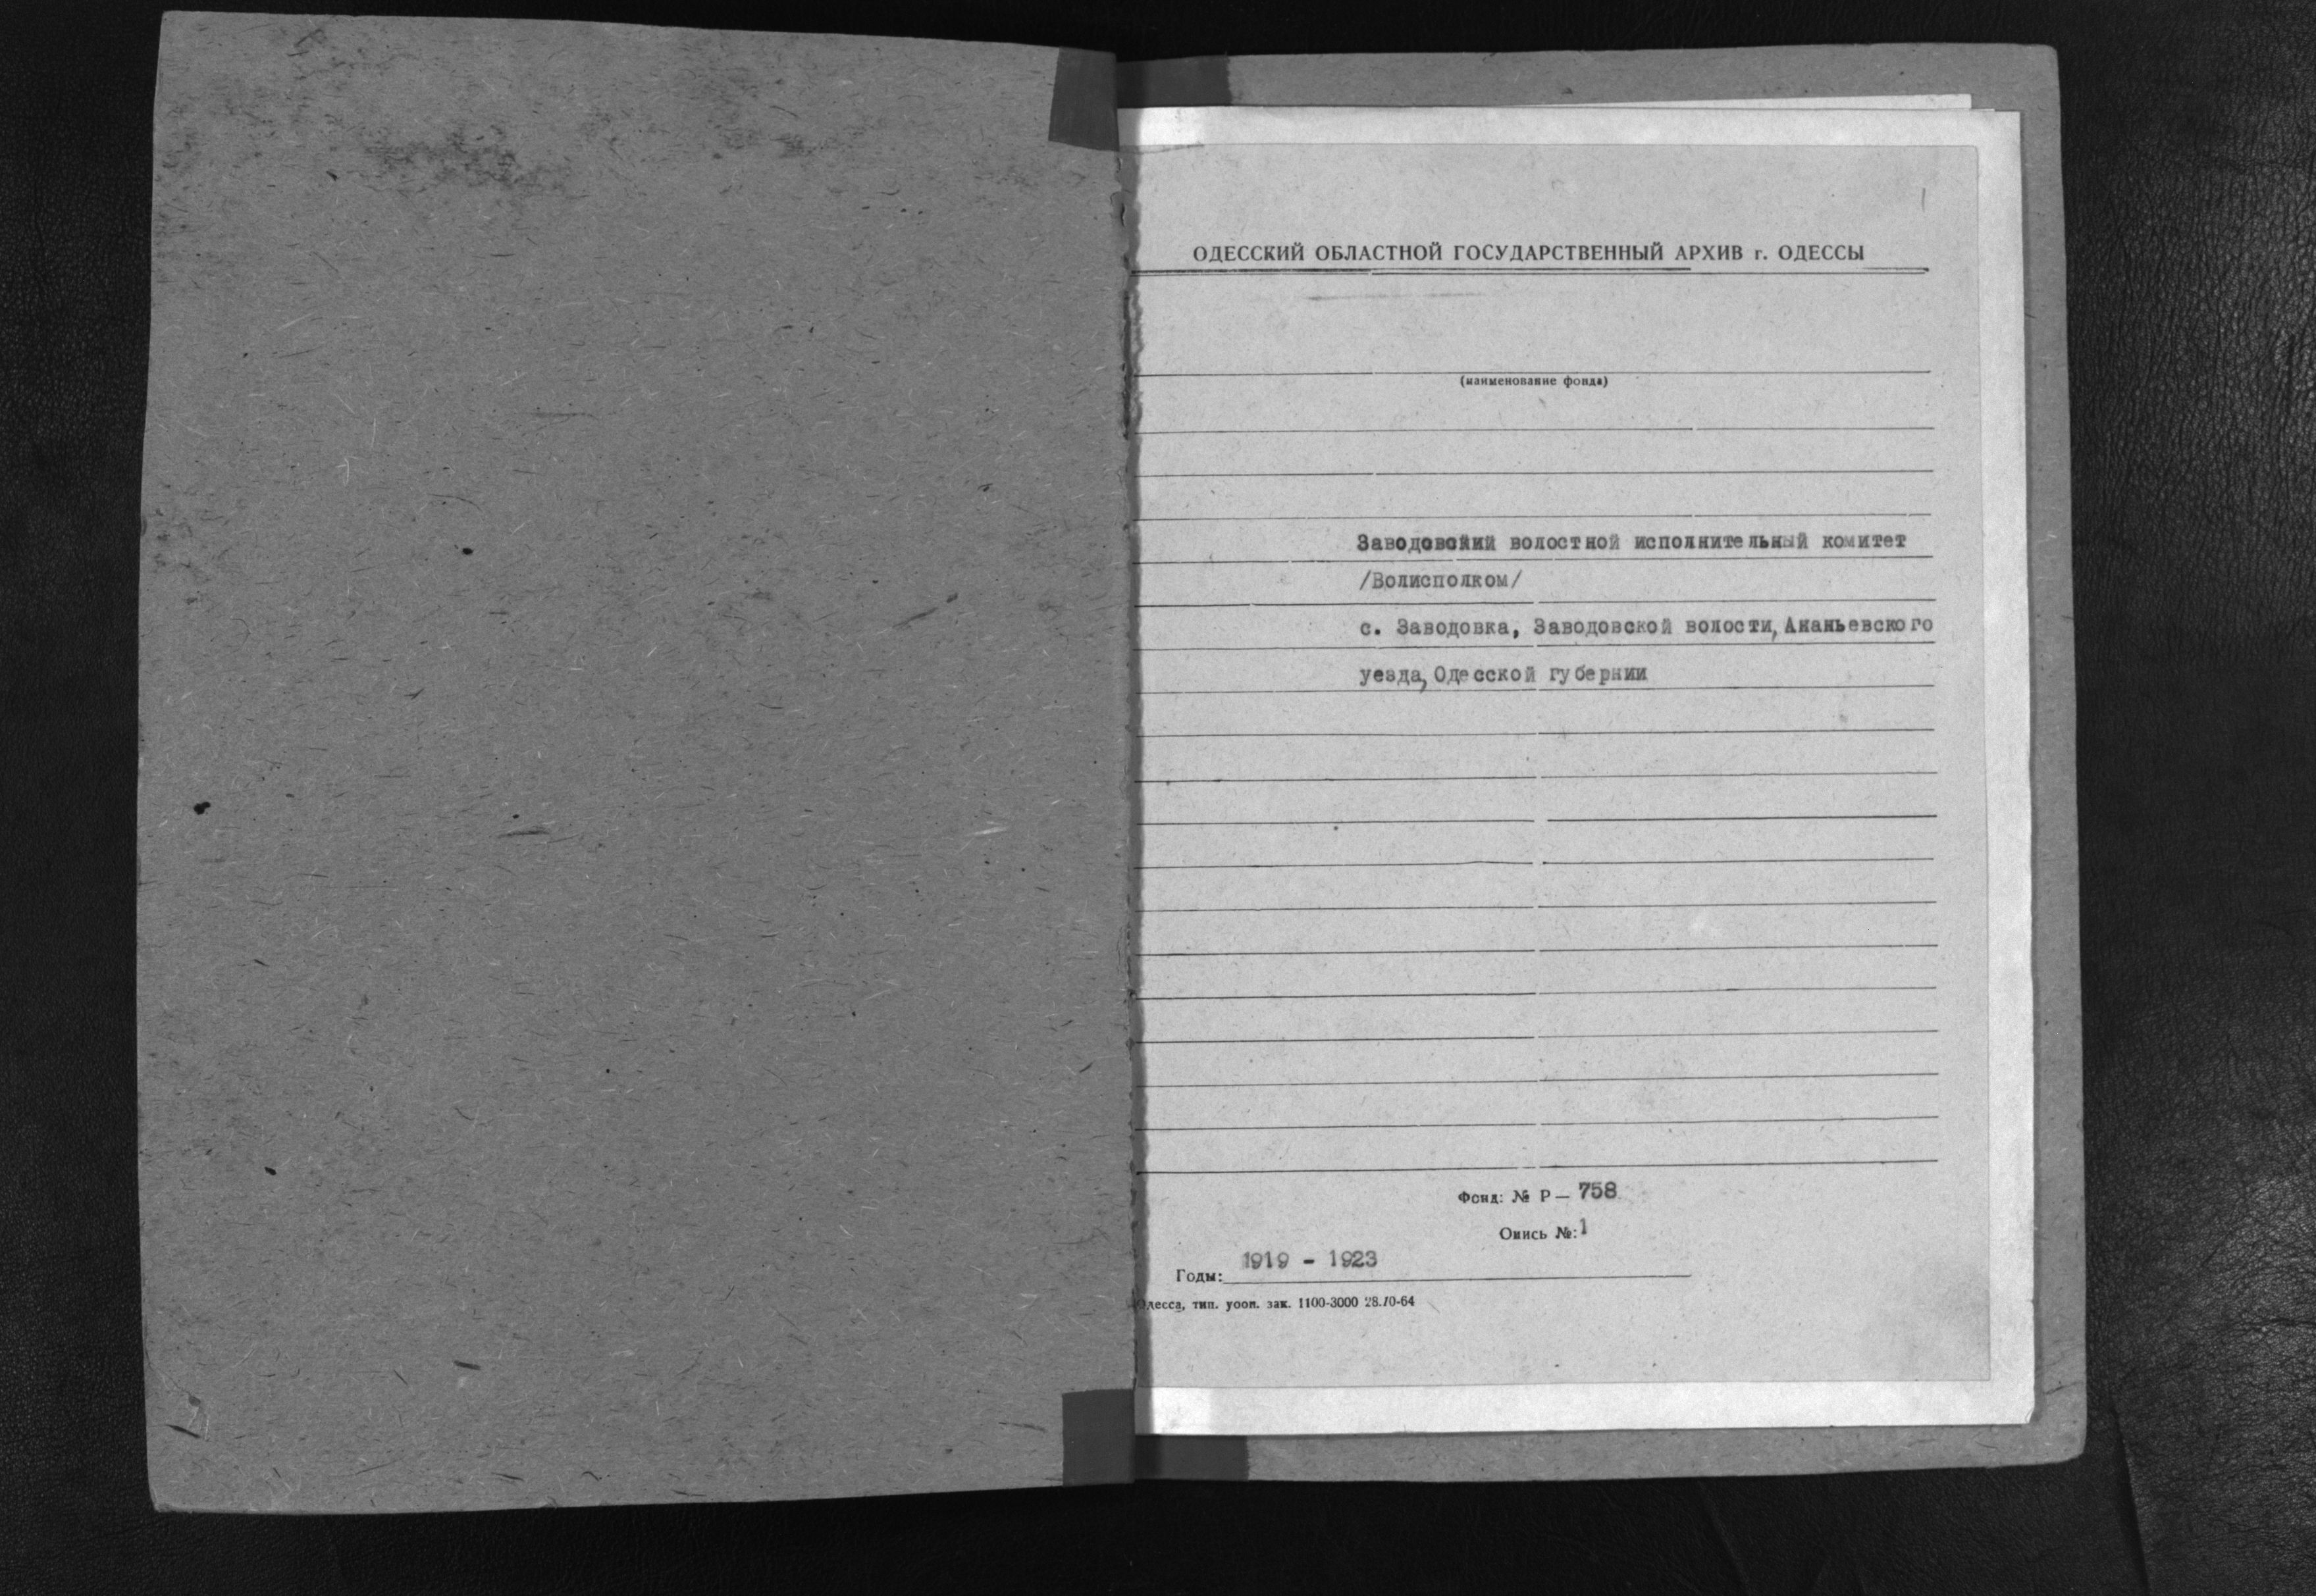 ОДЕССКИЙ ОБЛАСТНОЙ ГОСУДАРСТВЕННЫЙ АРХИВ г. ОДЕССЫ
(наименование фонда)
Заводовский волостной исполнительный комитет
/Волисполком/
с. Заводовка, Заводовской волости, Ананьевского
уезда, Одесской губернии
Фонд: № Р — 758
Опись №: 1
1919 - 1923
Годы:
Одесса, тип. уооп. зак. 1100-3000 28.10-64